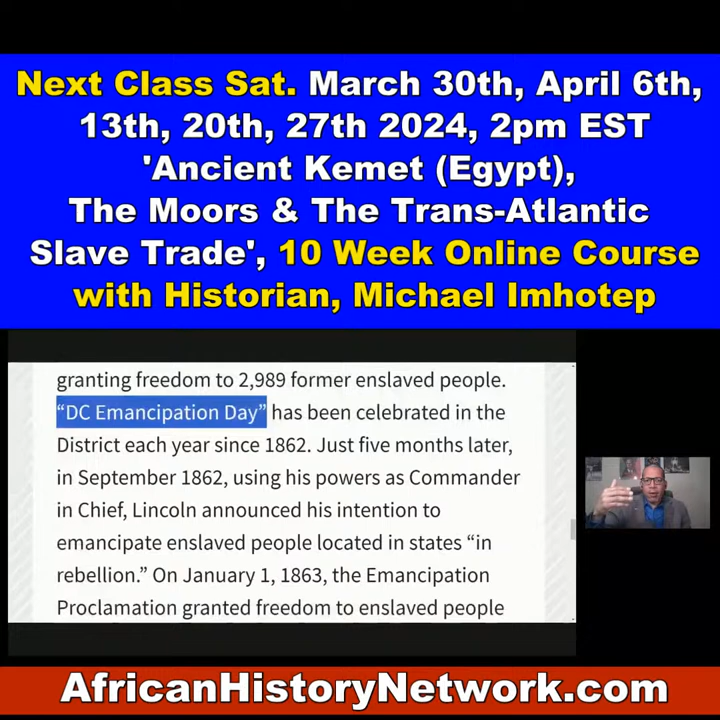 Next Class Sat. March 30th, April 6th,
13th, 20th, 27th 2024, 2pm EST
'Ancient Kemet (Egypt),
The Moors & The Trans-Atlantic
Slave Trade', 10 Week Online Course
with Historian, Michael Imhotep
granting freedom to 2,989 former enslaved people.
“DC Emancipation Day” has been celebrated in the
District each year since 1862. Just five months later,
in September 1862, using his powers as Commander
in Chief, Lincoln announced his intention to
emancipate enslaved people located in states “in
rebellion.” On January 1, 1863, the Emancipation
Proclamation granted freedom to enslaved people
AfricanHistoryNetwork.com